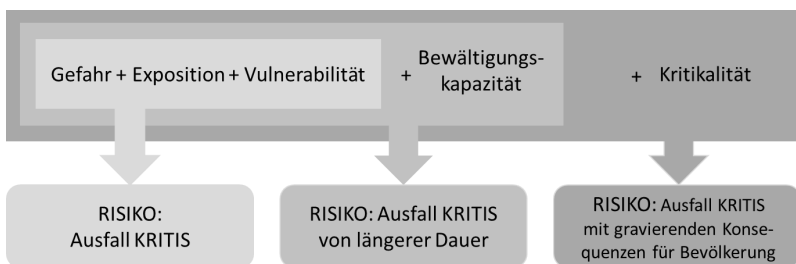 Gefahr + Exposition + Vulnerabilität
+ Bewältigungs-
kapazität
+ Kritikalität
RISIKO:
Ausfall KRITIS
RISIKO: Ausfall KRITIS
von längerer Dauer
RISIKO: Ausfall KRITIS
mit gravierenden Konse-
quenzen für Bevölkerung